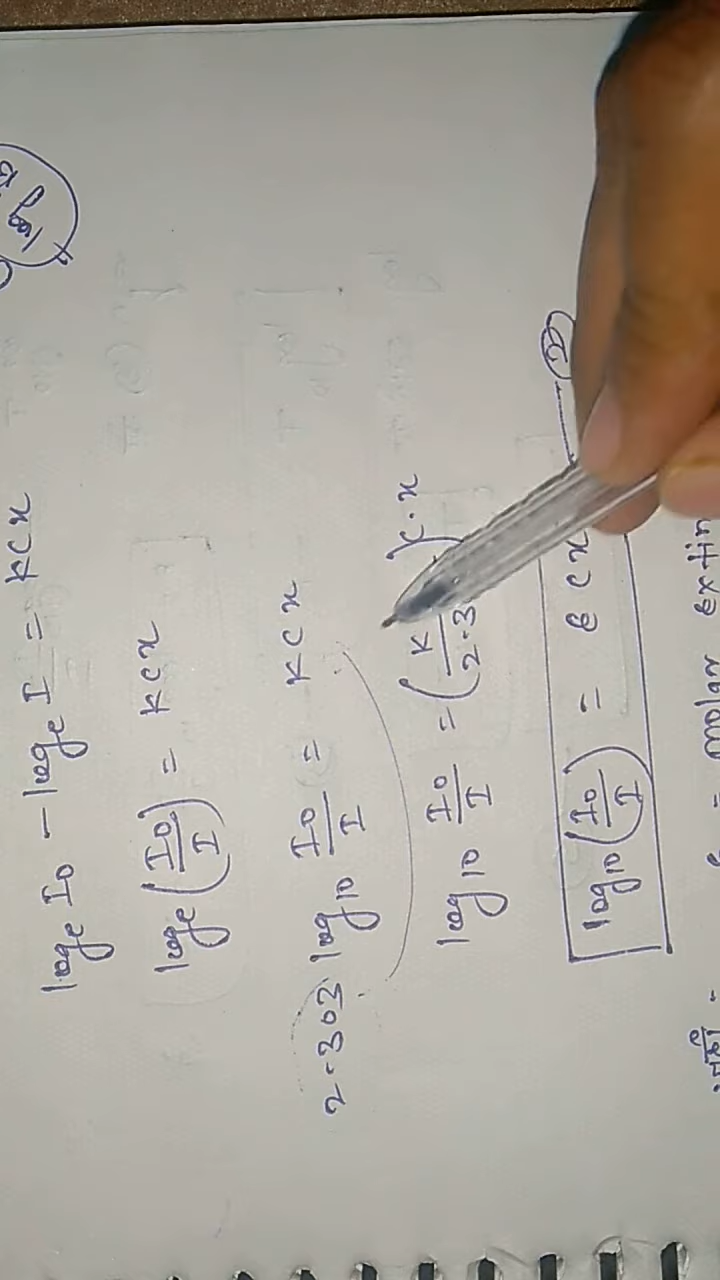 logₑ I₀ − logₑ I = KCx
logₑ (I₀/I) = KCx
2.303 log₁₀ I₀/I = KCx
log₁₀ I₀/I = (K/2.3
log₁₀ (I₀/I) = ϵcx
= molar